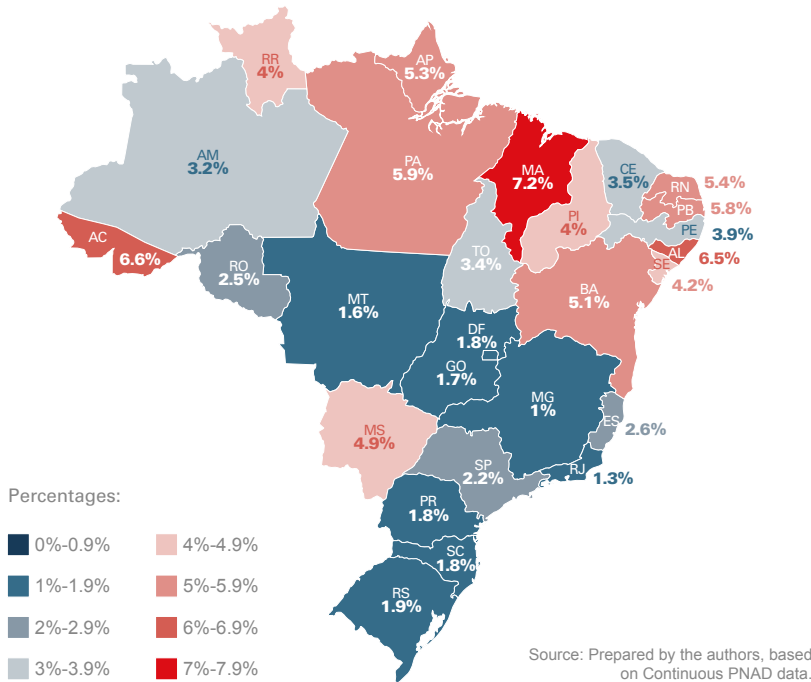 RR
4%
AP
5.3%
AM
3.2%
PA
5.9%
MA
7.2%
CE
3.5%
RN
5.4%
PB
5.8%
PI
4%
PE
3.9%
AC
6.6%
RO
2.5%
TO
3.4%
AL
6.5%
SE
4.2%
BA
5.1%
MT
1.6%
DF
1.8%
GO
1.7%
MG
1%
MS
4.9%
ES
2.6%
SP
2.2%
RJ
1.3%
PR
1.8%
SC
1.8%
RS
1.9%
Percentages:
0%-0.9%
1%-1.9%
2%-2.9%
3%-3.9%
4%-4.9%
5%-5.9%
6%-6.9%
7%-7.9%
Source: Prepared by the authors, based
on Continuous PNAD data.